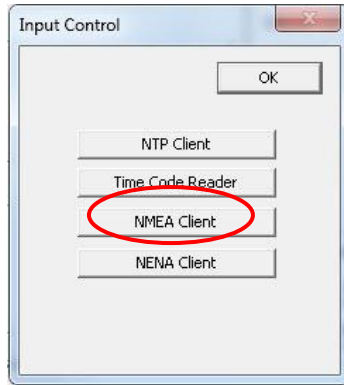 Input Control
OK
NTP Client
Time Code Reader
NMEA Client
NENA Client